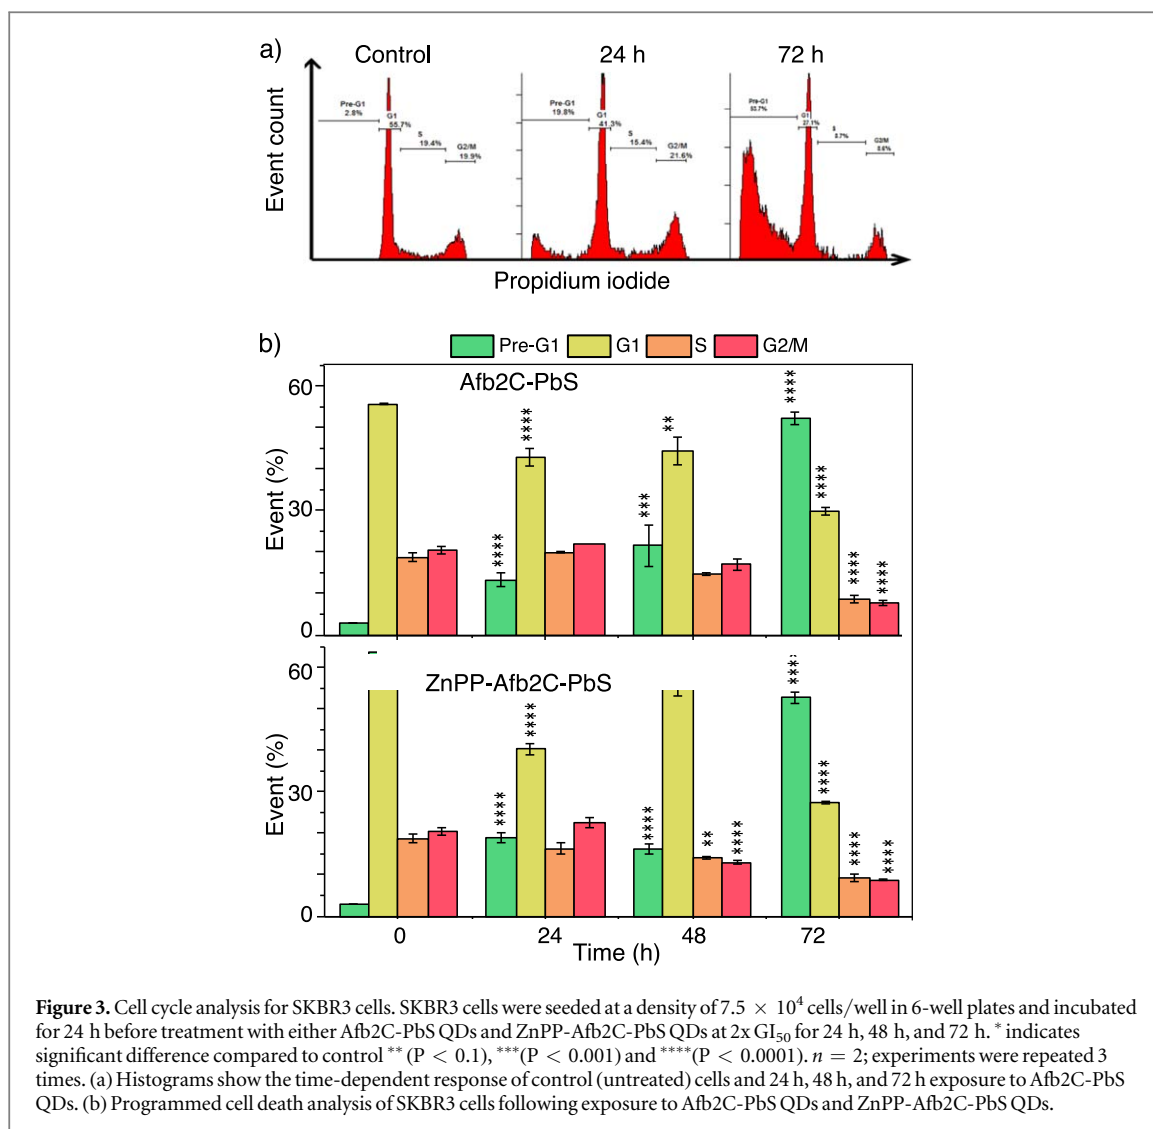 a)
Control
24 h
72 h
Event count
Pre-G1
2.8%
G1
55.7%
S
19.4%
G2/M
19.9%
Pre-G1
19.8%
G1
41.3%
S
15.4%
G2/M
21.6%
Pre-G1
G1
S
G2/M
Propidium iodide
b)
Pre-G1 G1 S G2/M
Afb2C-PbS
Event (%)
60
30
0
**** **** *** ** **** **** **** ****
ZnPP-Afb2C-PbS
Event (%)
60
30
0
**** **** **** ** **** **** **** **** ****
0 24 48 72
Time (h)
Figure 3. Cell cycle analysis for SKBR3 cells. SKBR3 cells were seeded at a density of 7.5 × 10⁴ cells/well in 6-well plates and incubated
for 24 h before treatment with either Afb2C-PbS QDs and ZnPP-Afb2C-PbS QDs at 2x GI₅₀ for 24 h, 48 h, and 72 h. * indicates
significant difference compared to control ** (P < 0.1), ***(P < 0.001) and ****(P < 0.0001). n = 2; experiments were repeated 3
times. (a) Histograms show the time-dependent response of control (untreated) cells and 24 h, 48 h, and 72 h exposure to Afb2C-PbS
QDs. (b) Programmed cell death analysis of SKBR3 cells following exposure to Afb2C-PbS QDs and ZnPP-Afb2C-PbS QDs.